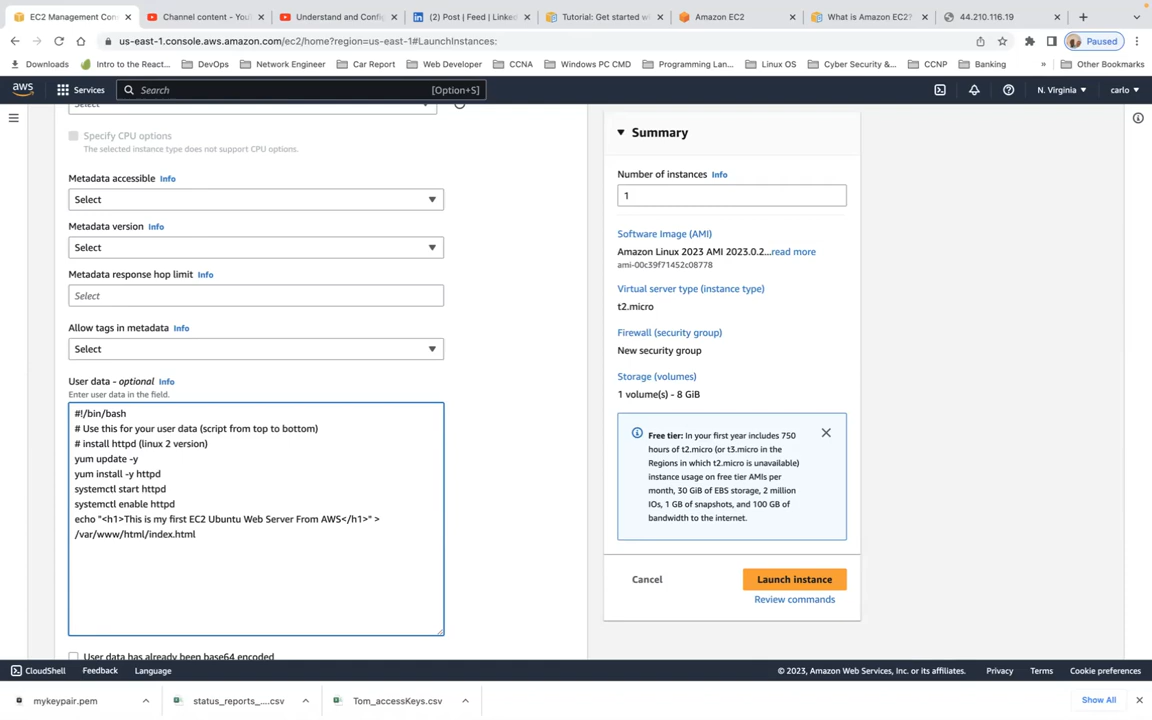 EC2 Management Con
Channel content - You
Understand and Config
(2) Post | Feed | Linked
Tutorial: Get started w
Amazon EC2
What is Amazon EC2?
44.210.116.19
us-east-1.console.aws.amazon.com/ec2/home?region=us-east-1#LaunchInstances:
Paused
Downloads
Intro to the React...
DevOps
Network Engineer
Car Report
Web Developer
CCNA
Windows PC CMD
Programming Lan...
Linux OS
Cyber Security &...
CCNP
Banking
»
Other Bookmarks
aws
Services
Search
[Option+S]
N. Virginia
carlo
Select
Specify CPU options
The selected instance type does not support CPU options.
Metadata accessible Info
Select
Metadata version Info
Select
Metadata response hop limit Info
Select
Allow tags in metadata Info
Select
User data - optional Info
Enter user data in the field.
#!/bin/bash
# Use this for your user data (script from top to bottom)
# install httpd (linux 2 version)
yum update -y
yum install -y httpd
systemctl start httpd
systemctl enable httpd
echo "<h1>This is my first EC2 Ubuntu Web Server From AWS</h1>" >
/var/www/html/index.html
User data has already been base64 encoded
Summary
Number of instances Info
1
Software Image (AMI)
Amazon Linux 2023 AMI 2023.0.2...read more
ami-00c39f71452c08778
Virtual server type (instance type)
t2.micro
Firewall (security group)
New security group
Storage (volumes)
1 volume(s) - 8 GiB
Free tier: In your first year includes 750
hours of t2.micro (or t3.micro in the
Regions in which t2.micro is unavailable)
instance usage on free tier AMIs per
month, 30 GiB of EBS storage, 2 million
IOs, 1 GB of snapshots, and 100 GB of
bandwidth to the internet.
Cancel
Launch instance
Review commands
CloudShell
Feedback
Language
© 2023, Amazon Web Services, Inc. or its affiliates.
Privacy
Terms
Cookie preferences
mykeypair.pem
status_reports_....csv
Tom_accessKeys.csv
Show All